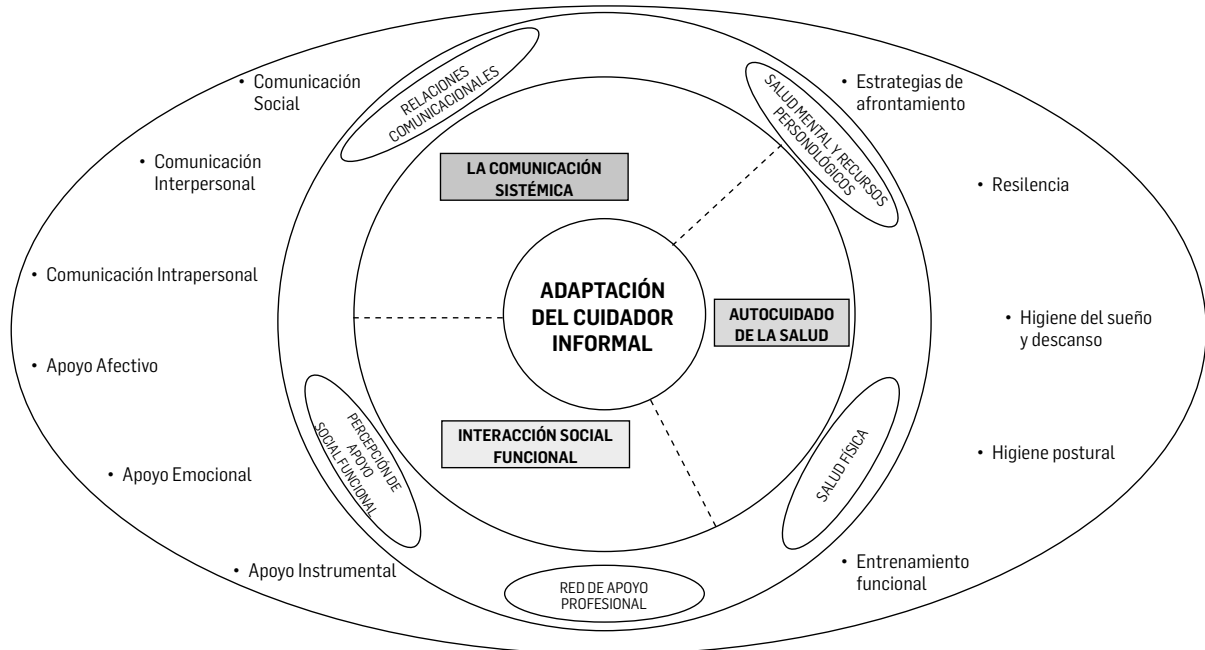 • Comunicación
Social
• Comunicación
Interpersonal
• Comunicación Intrapersonal
• Apoyo Afectivo
• Apoyo Emocional
• Apoyo Instrumental
RELACIONES
COMUNICACIONALES
LA COMUNICACIÓN
SISTÉMICA
ADAPTACIÓN
DEL CUIDADOR
INFORMAL
AUTOCUIDADO
DE LA SALUD
INTERACCIÓN SOCIAL
FUNCIONAL
PERCEPCIÓN DE
APOYO
SOCIAL FUNCIONAL
RED DE APOYO
PROFESIONAL
SALUD MENTAL Y RECURSOS
PERSONOLÓGICOS
SALUD FÍSICA
• Estrategias de
afrontamiento
• Resilencia
• Higiene del sueño
y descanso
• Higiene postural
• Entrenamiento
funcional